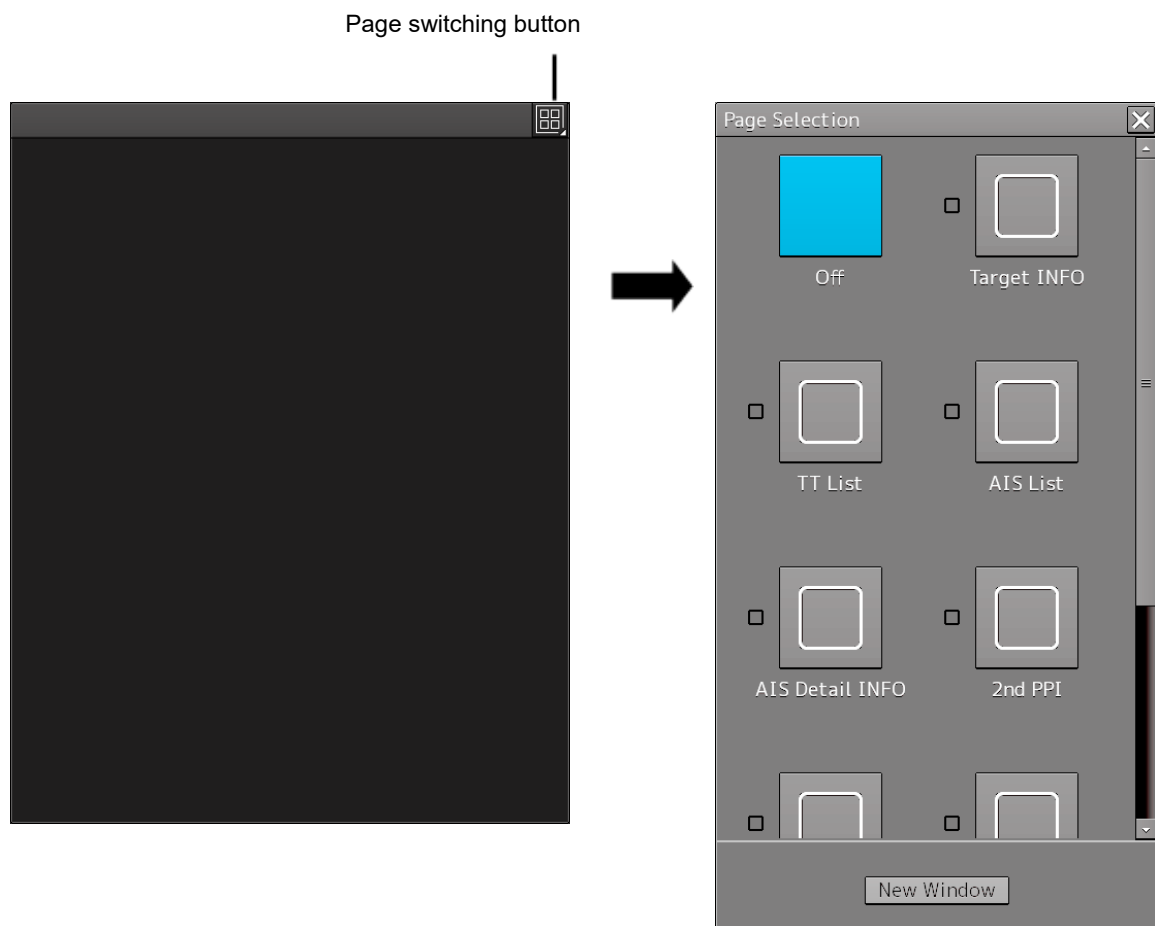 Page switching button
Page Selection
Off
Target INFO
TT List
AIS List
AIS Detail INFO
2nd PPI
New Window